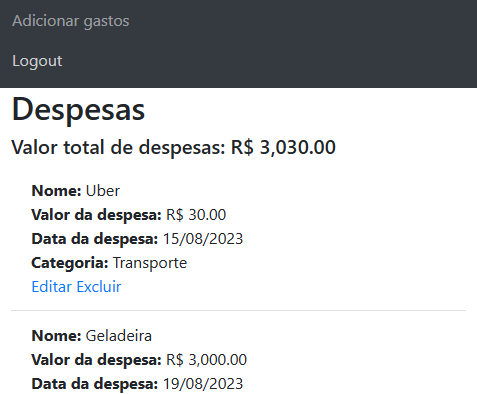 Adicionar gastos
Logout
Despesas
Valor total de despesas: R$ 3,030.00
Nome: Uber
Valor da despesa: R$ 30.00
Data da despesa: 15/08/2023
Categoria: Transporte
Editar Excluir
Nome: Geladeira
Valor da despesa: R$ 3,000.00
Data da despesa: 19/08/2023